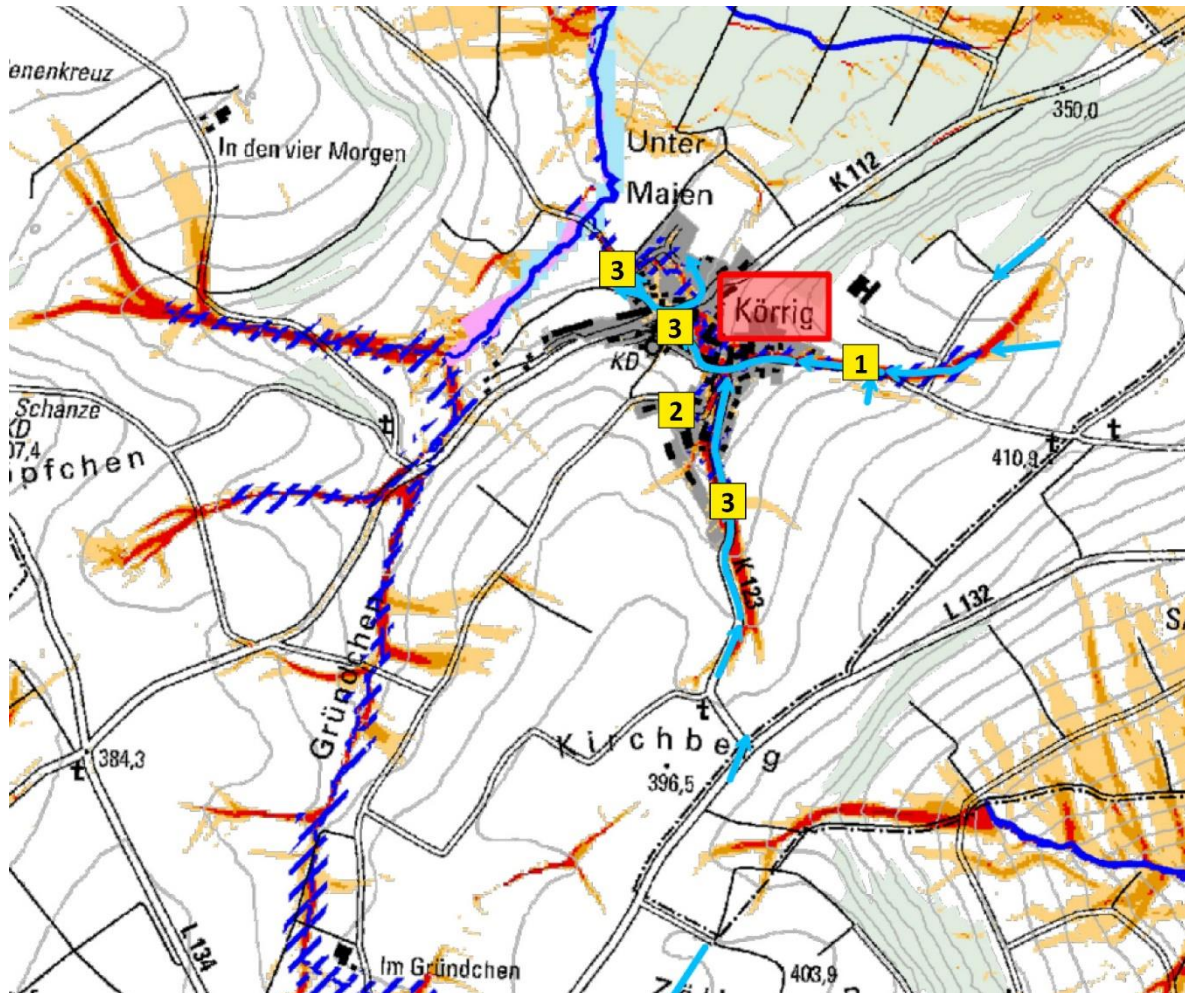 enenkreuz
In den vier Morgen
Unter
Maien
K 112
350,0
3
Körrig
3
KD
1
2
Schanze
KD
07,4
pfchen
t
t
t
410,9
3
K 123
L 132
SA
Gründchen
t
Kirchberg
396,5
384,3
t
L 134
Im Gründchen
403,9